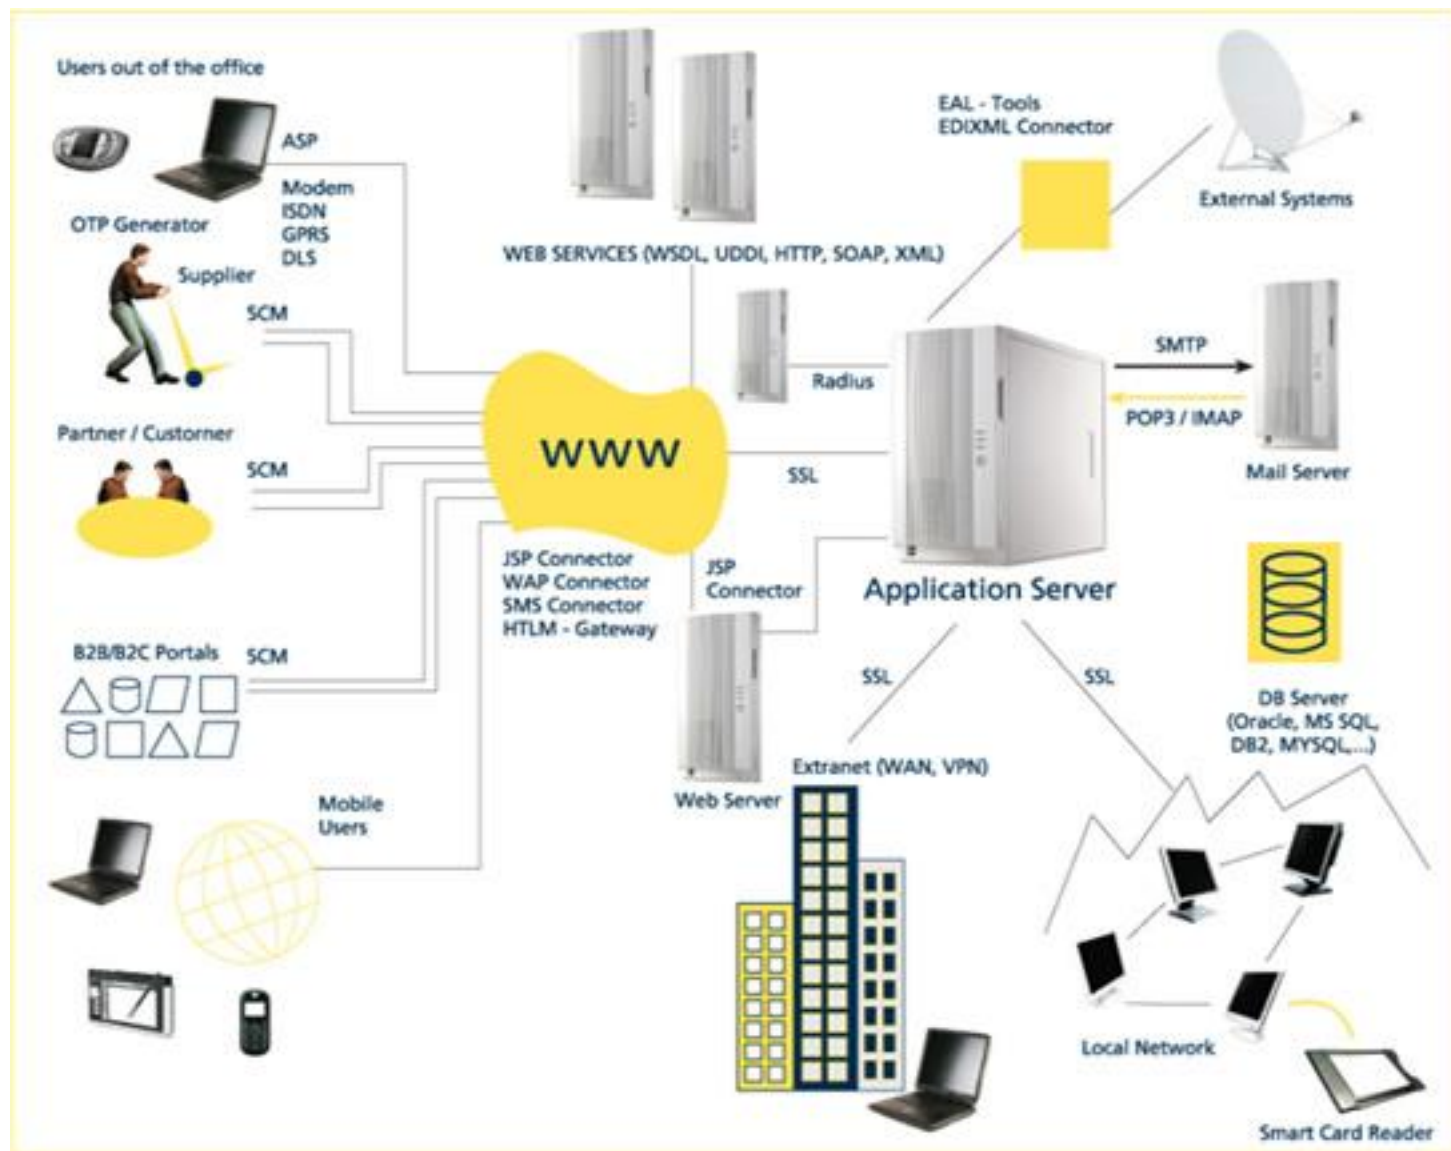 Users out of the office
ASP
Modem
ISDN
GPRS
DLS
OTP Generator
Supplier
SCM
Partner / Custorner
SCM
B2B/B2C Portals
SCM
Mobile
Users
WEB SERVICES (WSDL, UDDI, HTTP, SOAP, XML)
WWW
JSP Connector
WAP Connector
SMS Connector
HTLM - Gateway
Radius
SSL
JSP
Connector
Web Server
EAL - Tools
EDIXML Connector
External Systems
Application Server
SMTP
POP3 / IMAP
Mail Server
SSL
SSL
DB Server
(Oracle, MS SQL,
DB2, MYSQL,...)
Extranet (WAN, VPN)
Local Network
Smart Card Reader